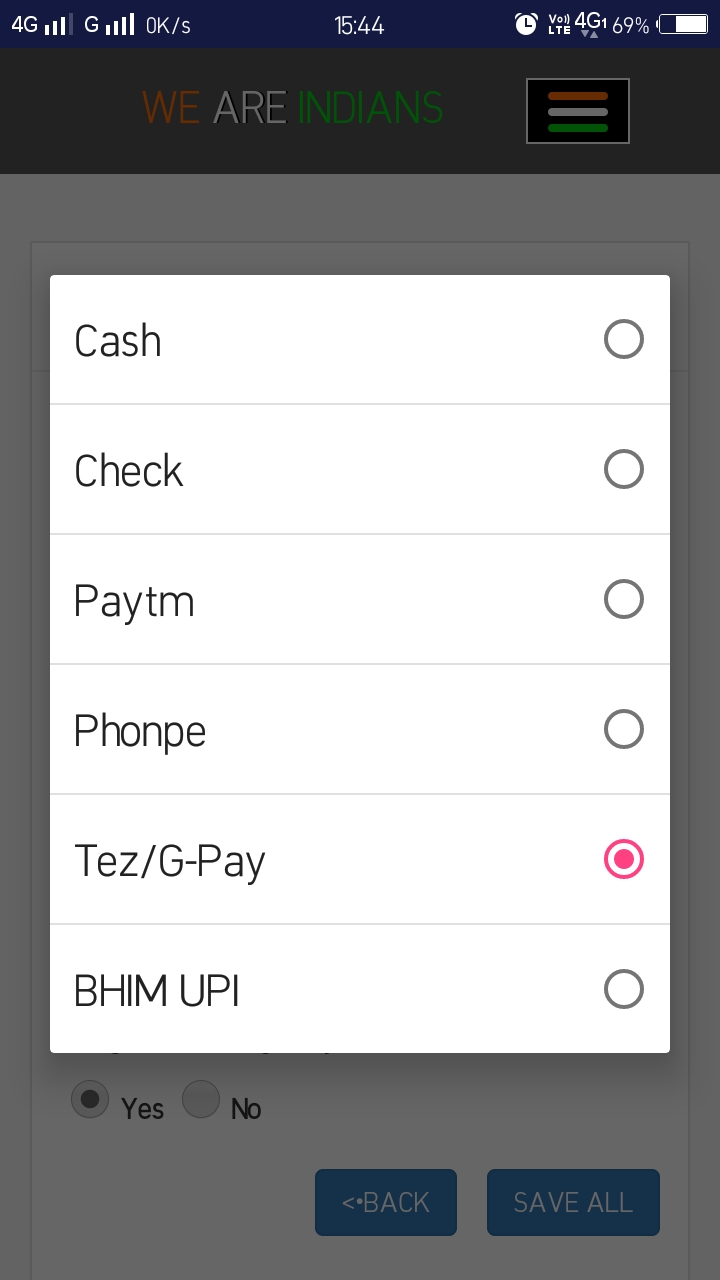 4G G 0K/s 15:44 Vo)) LTE 4G1 69%
WE ARE INDIANS
Cash
Check
Paytm
Phonpe
Tez/G-Pay
BHIM UPI
Yes No
<•BACK SAVE ALL